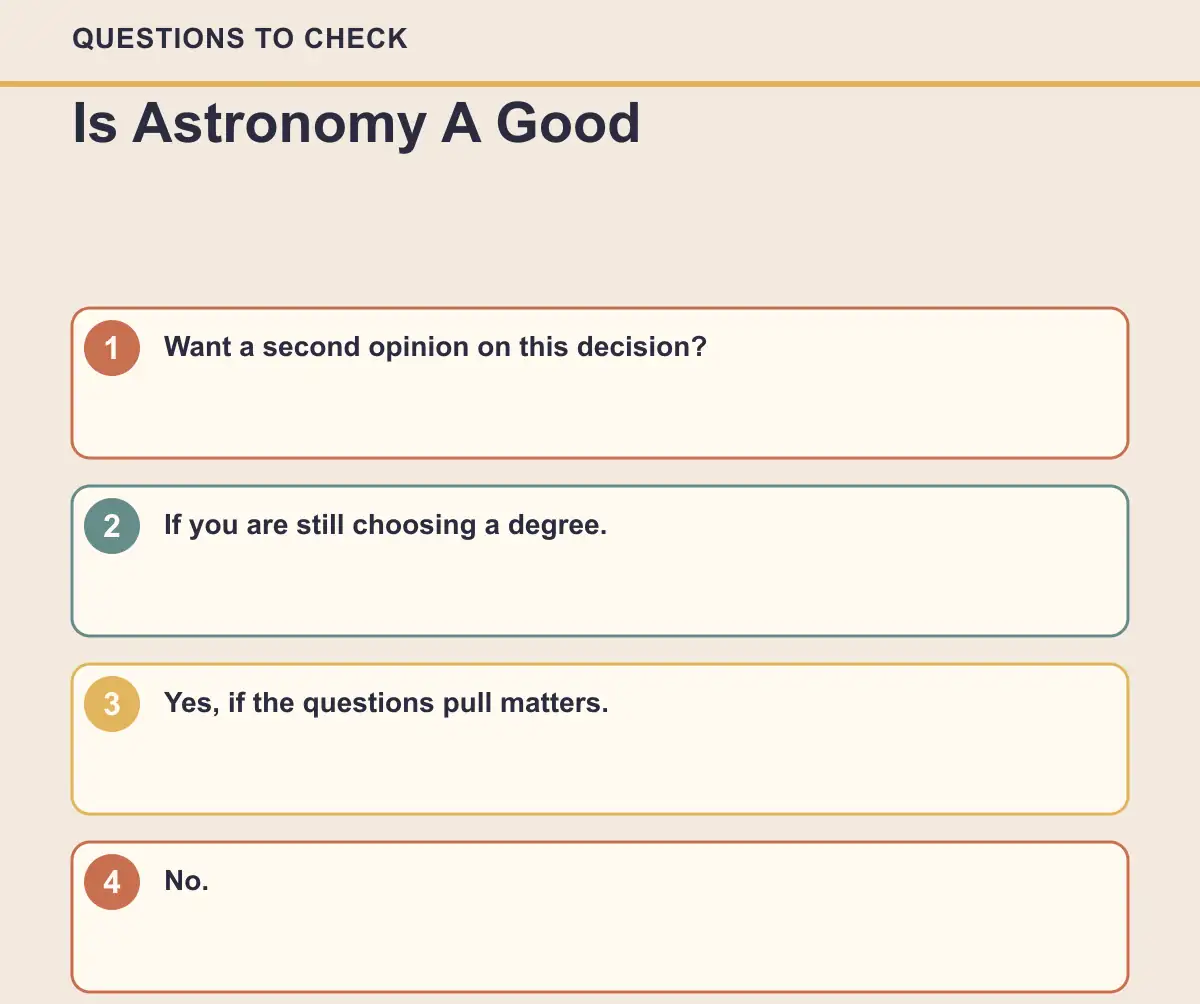 QUESTIONS TO CHECK
Is Astronomy A Good
1 Want a second opinion on this decision?
2 If you are still choosing a degree.
3 Yes, if the questions pull matters.
4 No.